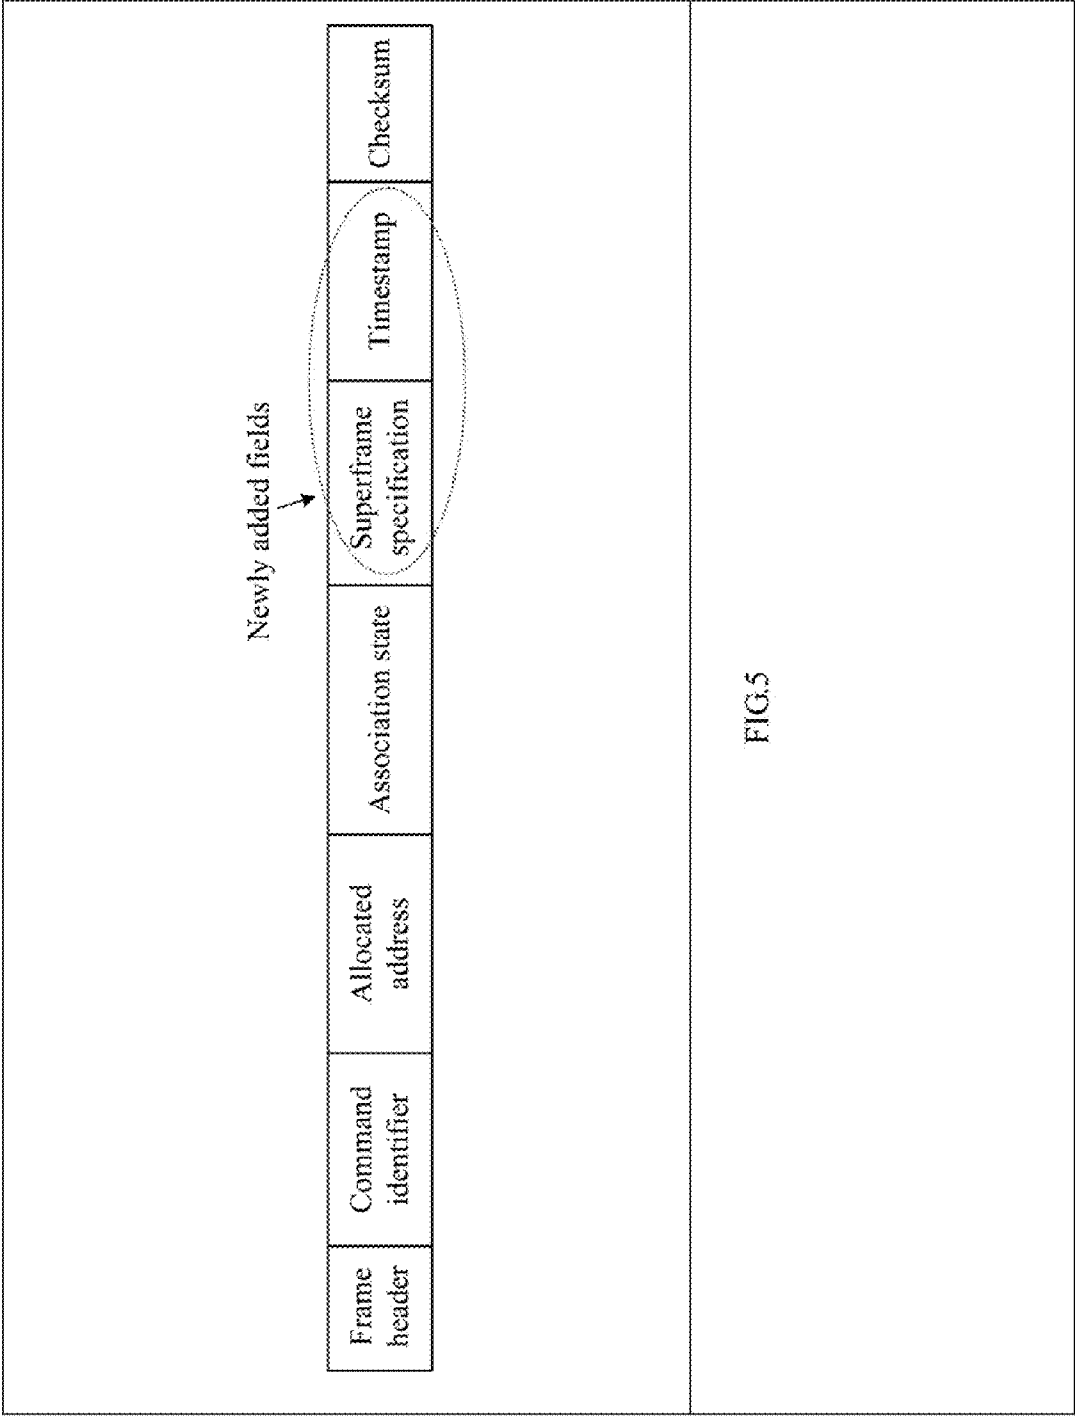 Newly added fields
Frame
header
Command
identifier
Allocated
address
Association state
Superframe
specification
Timestamp
Checksum
FIG.5